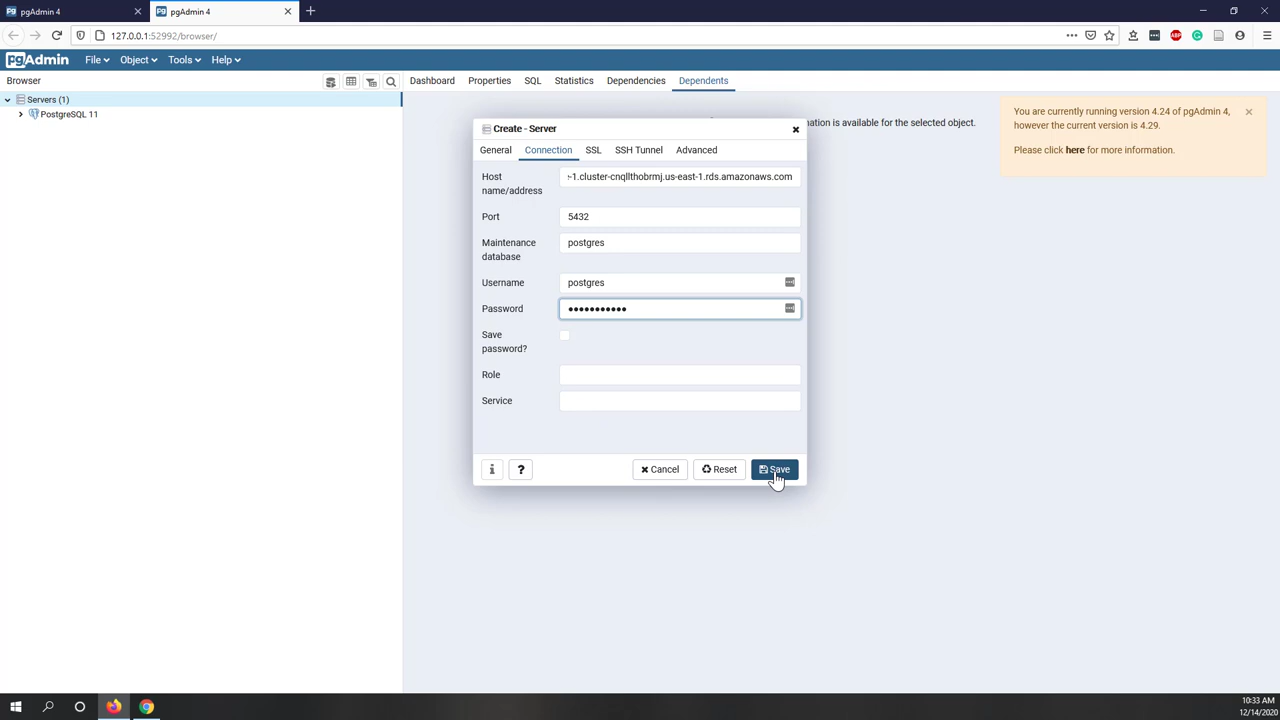 pgAdmin 4
pgAdmin 4
127.0.0.1:52992/browser/
pgAdmin File Object Tools Help
Browser
Dashboard Properties SQL Statistics Dependencies Dependents
Servers (1)
PostgreSQL 11
mation is available for the selected object.
You are currently running version 4.24 of pgAdmin 4,
however the current version is 4.29.
Please click here for more information.
Create - Server
General Connection SSL SSH Tunnel Advanced
Host
name/address
-1.cluster-cnqllthobrmj.us-east-1.rds.amazonaws.com
Port 5432
Maintenance
database
postgres
Username postgres
Password •••••••••••
Save
password?
Role
Service
i ? Cancel Reset Save
10:33 AM
12/14/2020